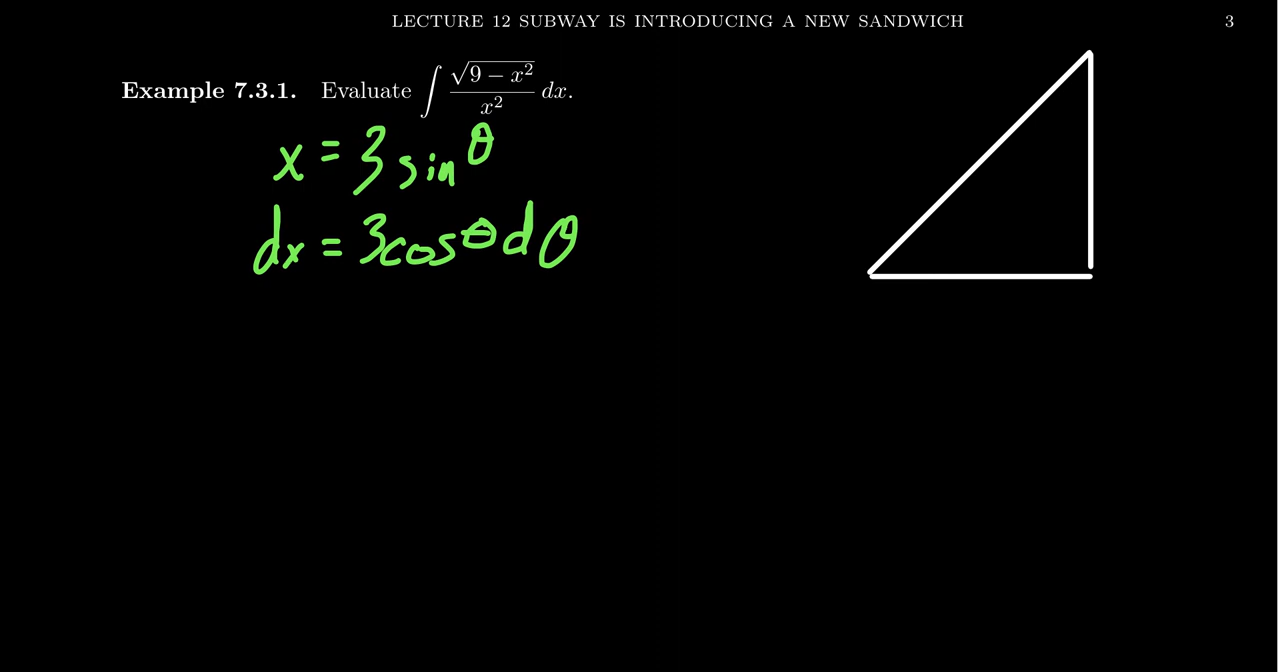 LECTURE 12 SUBWAY IS INTRODUCING A NEW SANDWICH 3
Example 7.3.1. Evaluate ∫ √(9 − x²) / x² dx.
x = 3 sin θ
dx = 3cosθ dθ